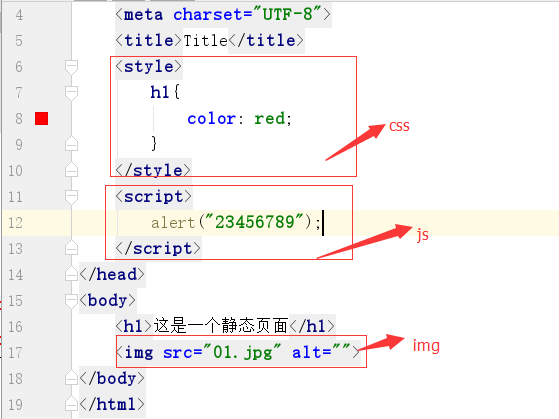 4 <meta charset="UTF-8">
5 <title>Title</title>
6 <style>
7 h1{
8 color: red;
9 }
css
10 </style>
11 <script>
12 alert("23456789");
js
13 </script>
14 </head>
15 <body>
16 <h1>这是一个静态页面</h1>
17 <img src="01.jpg" alt="">
img
18 </body>
19 </html>